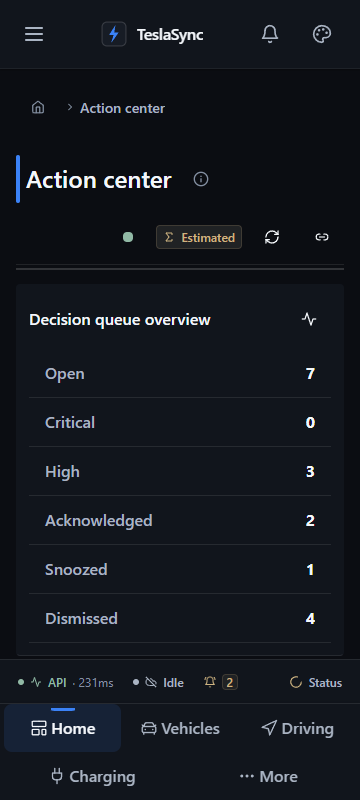 TeslaSync
Action center
Action center
Σ Estimated
Decision queue overview
Open 7
Critical 0
High 3
Acknowledged 2
Snoozed 1
Dismissed 4
API · 231ms Idle 2 Status
Home Vehicles Driving
Charging More